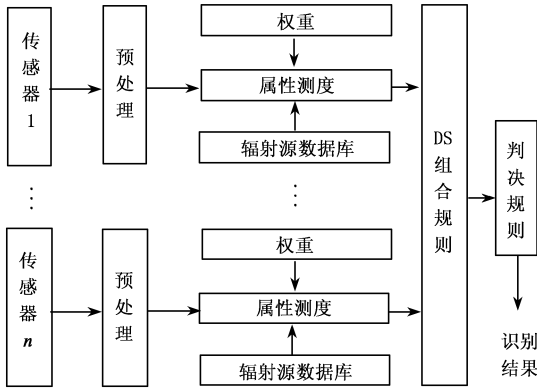 传感器1
预处理
权重
属性测度
辐射源数据库
⋮
⋮
传感器n
预处理
权重
属性测度
辐射源数据库
DS组合规则
判决规则
识别
结果